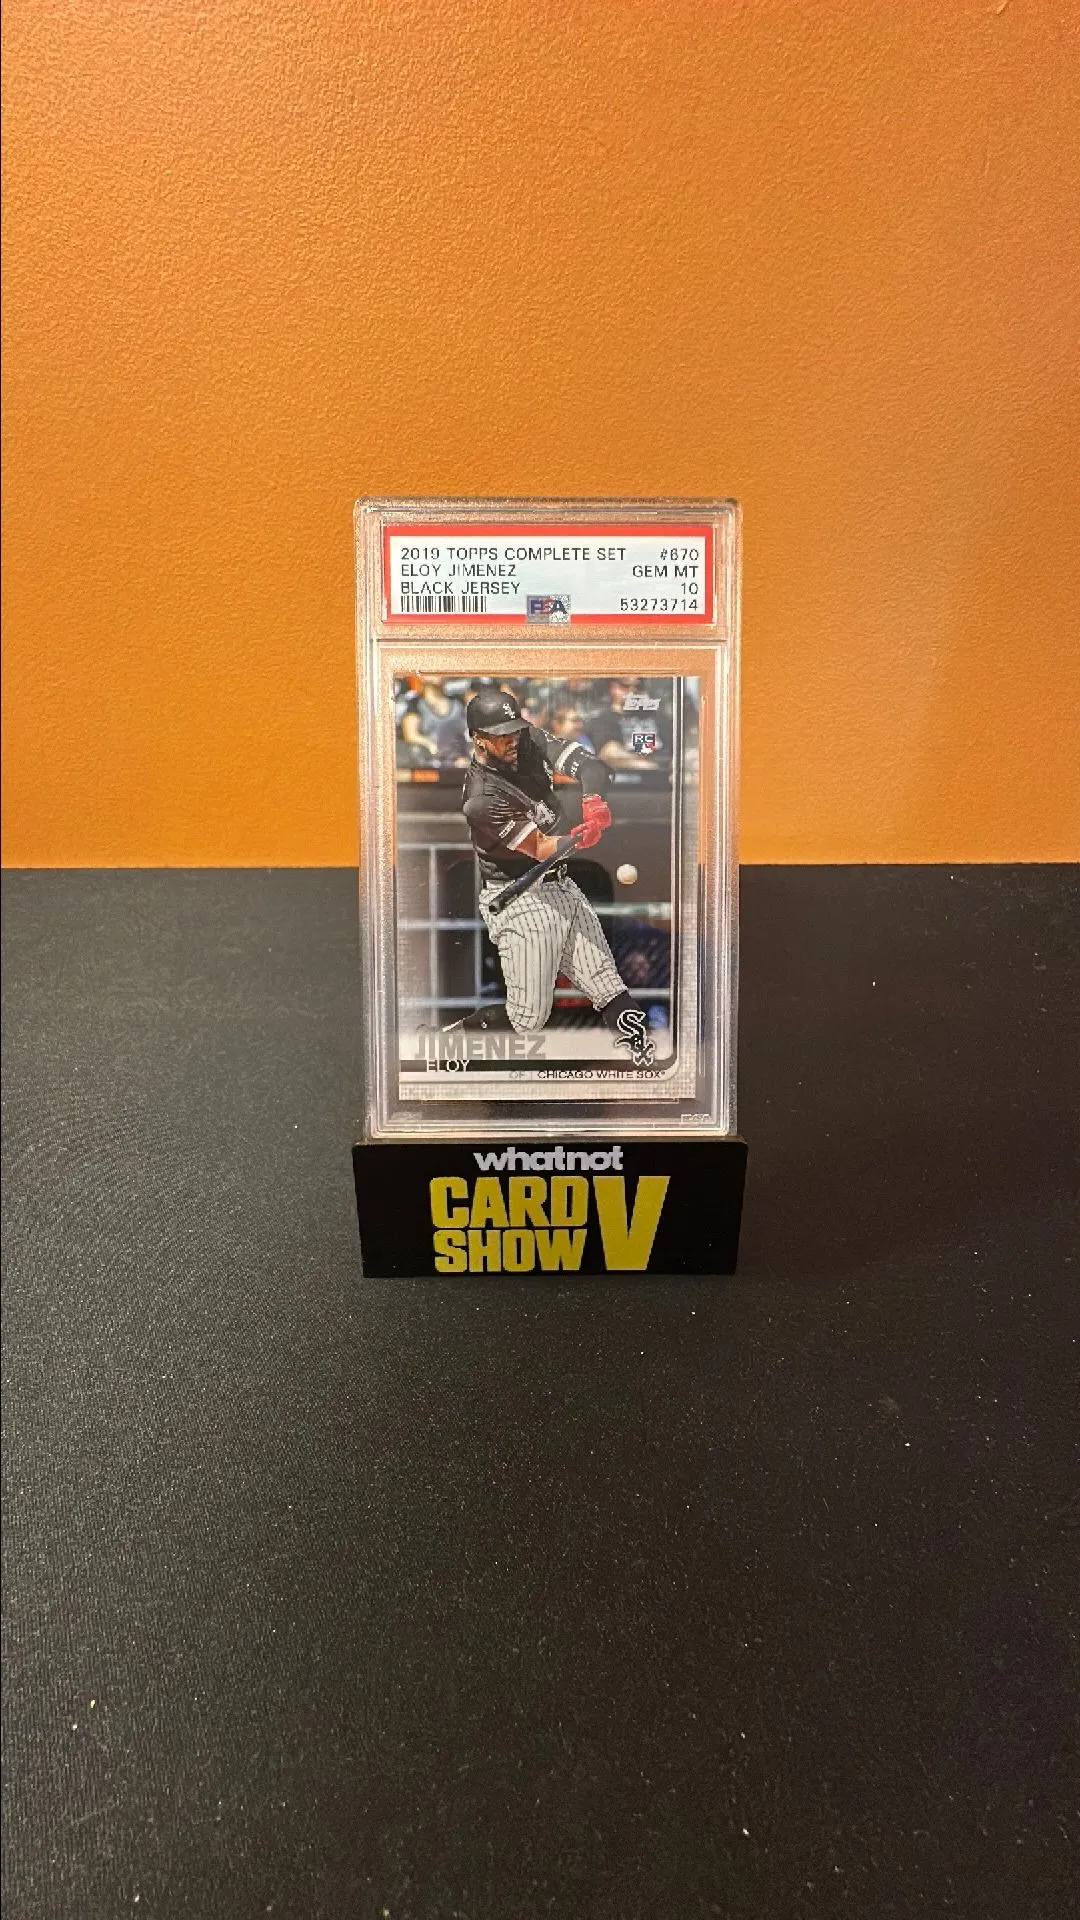 2019 TOPPS COMPLETE SET #670
ELOY JIMENEZ GEM MT
BLACK JERSEY 10
PSA 53273714
TOPPS
RC
JIMENEZ
ELOY
OF | CHICAGO WHITE SOX
whatnot
CARD
SHOW V